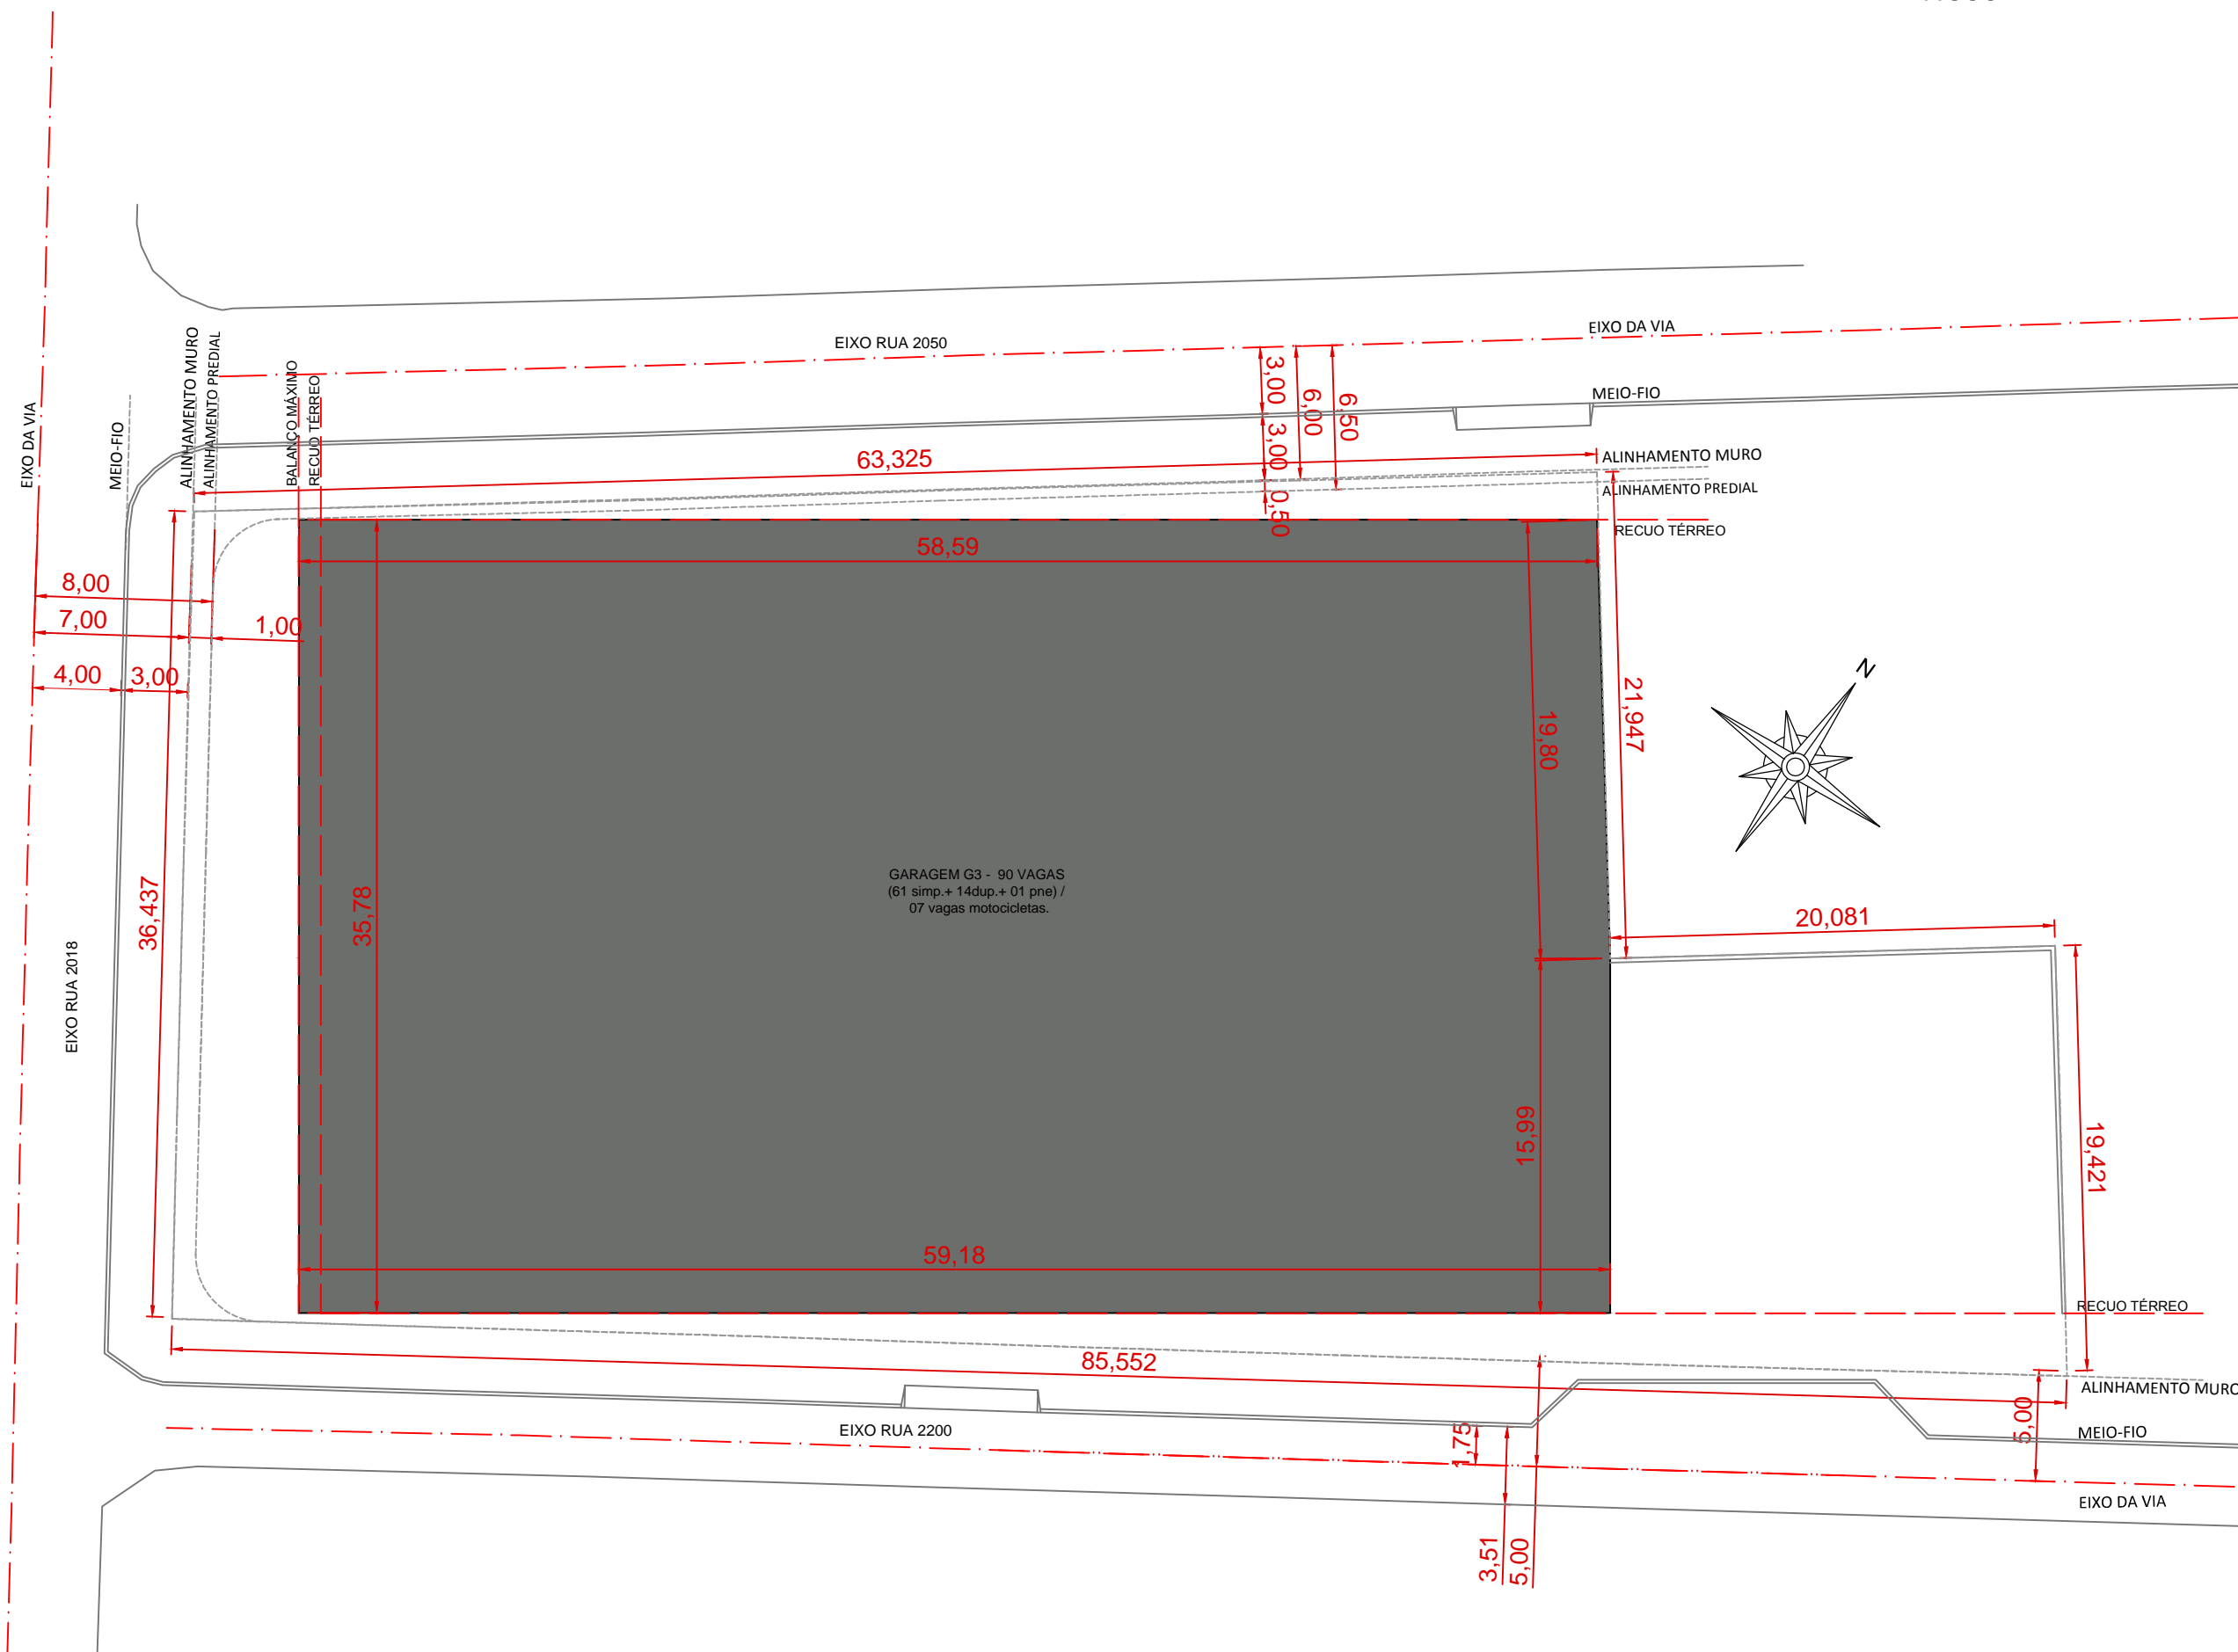 EIXO DA VIA
MEIO-FIO
ALINHAMENTO MURO
ALINHAMENTO PREDIAL
BALANÇO MÁXIMO
RECUO TÉRREO
EIXO RUA 2050
EIXO DA VIA
MEIO-FIO
3,00
6,00
6,50
3,00
0,50
63,325
ALINHAMENTO MURO
ALINHAMENTO PREDIAL
RECUO TÉRREO
58,59
8,00
7,00
1,00
4,00
3,00
N
21,947
19,80
36,437
35,78
GARAGEM G3 - 90 VAGAS
(61 simp.+ 14dup.+ 01 pne) /
07 vagas motocicletas.
20,081
EIXO RUA 2018
15,99
19,421
59,18
RECUO TÉRREO
85,552
ALINHAMENTO MURO
5,00
MEIO-FIO
EIXO RUA 2200
1,75
EIXO DA VIA
3,51
5,00